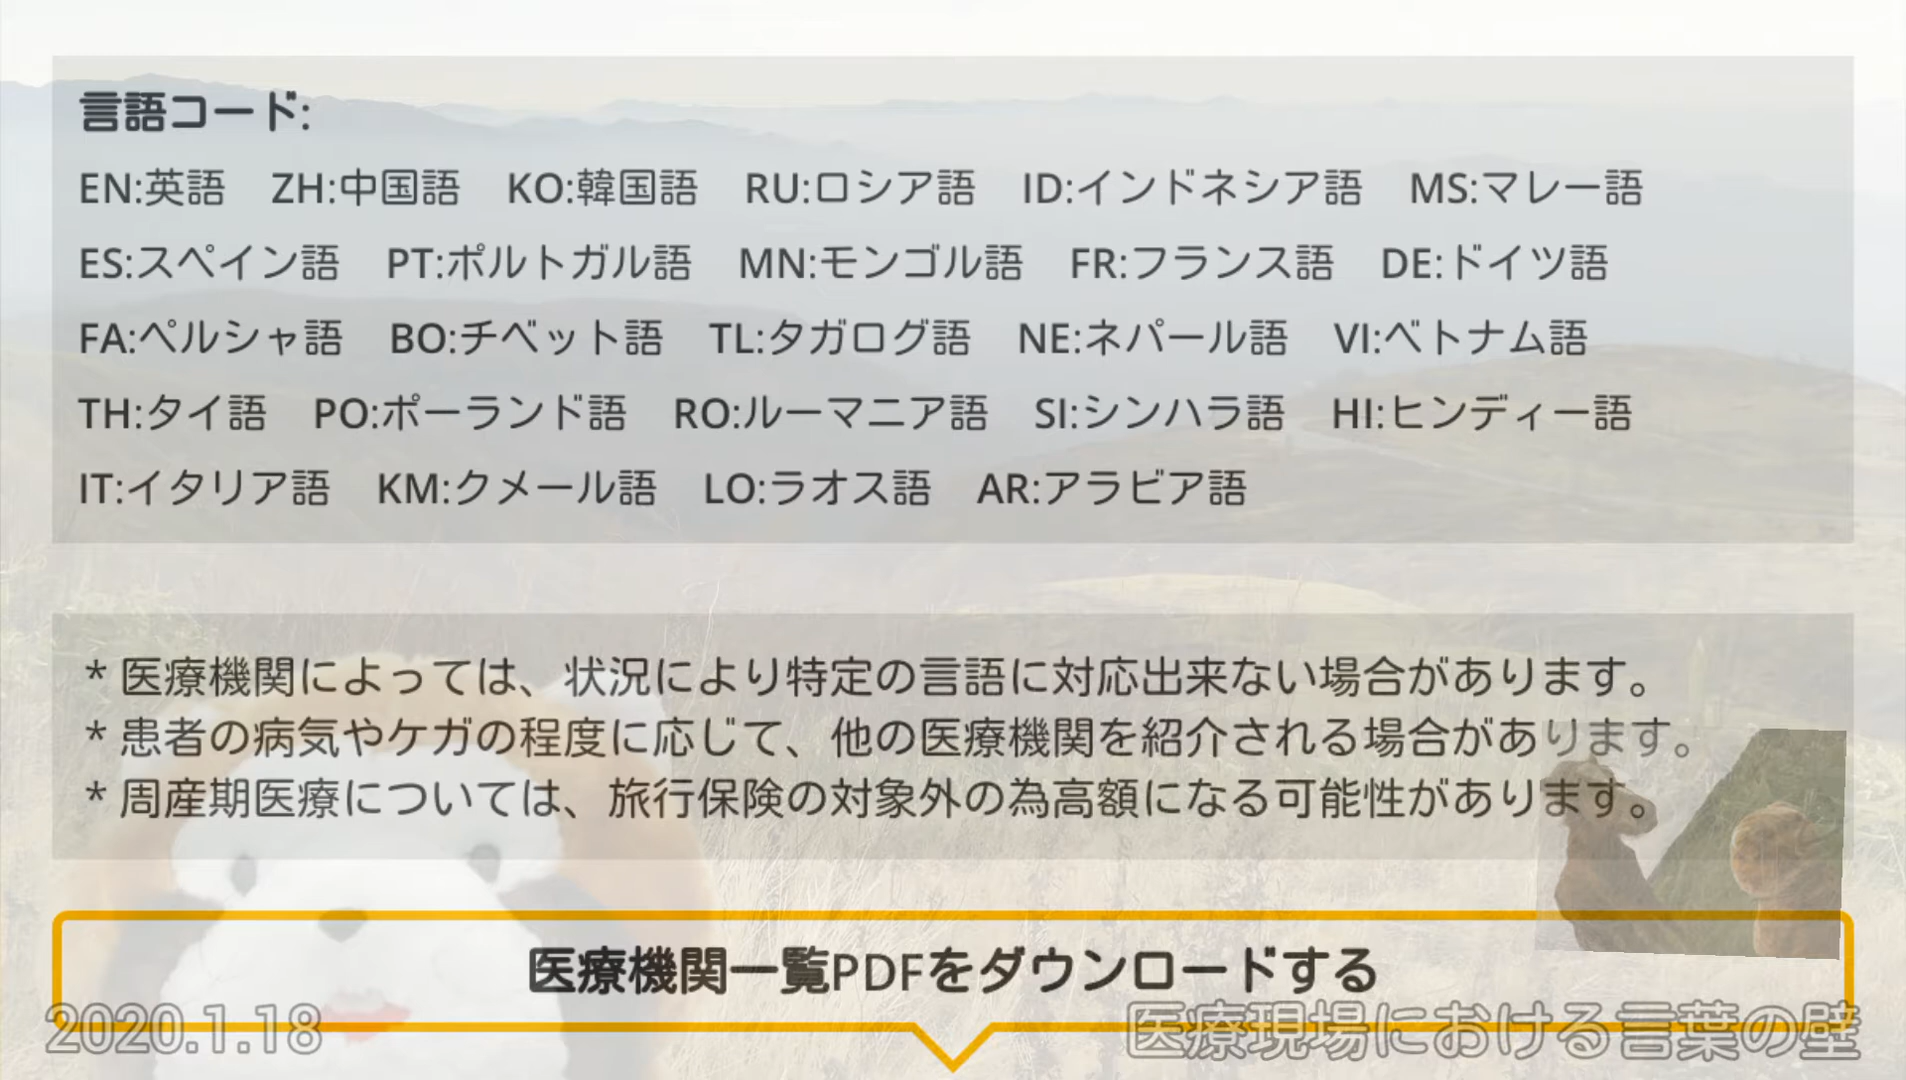 言語コード:
EN:英語 ZH:中国語 KO:韓国語 RU:ロシア語 ID:インドネシア語 MS:マレー語
ES:スペイン語 PT:ポルトガル語 MN:モンゴル語 FR:フランス語 DE:ドイツ語
FA:ペルシャ語 BO:チベット語 TL:タガログ語 NE:ネパール語 VI:ベトナム語
TH:タイ語 PO:ポーランド語 RO:ルーマニア語 SI:シンハラ語 HI:ヒンディー語
IT:イタリア語 KM:クメール語 LO:ラオス語 AR:アラビア語
* 医療機関によっては、状況により特定の言語に対応出来ない場合があります。
* 患者の病気やケガの程度に応じて、他の医療機関を紹介される場合があります。
* 周産期医療については、旅行保険の対象外の為高額になる可能性があります。
医療機関一覧PDFをダウンロードする
2020.1.18
医療現場における言葉の壁